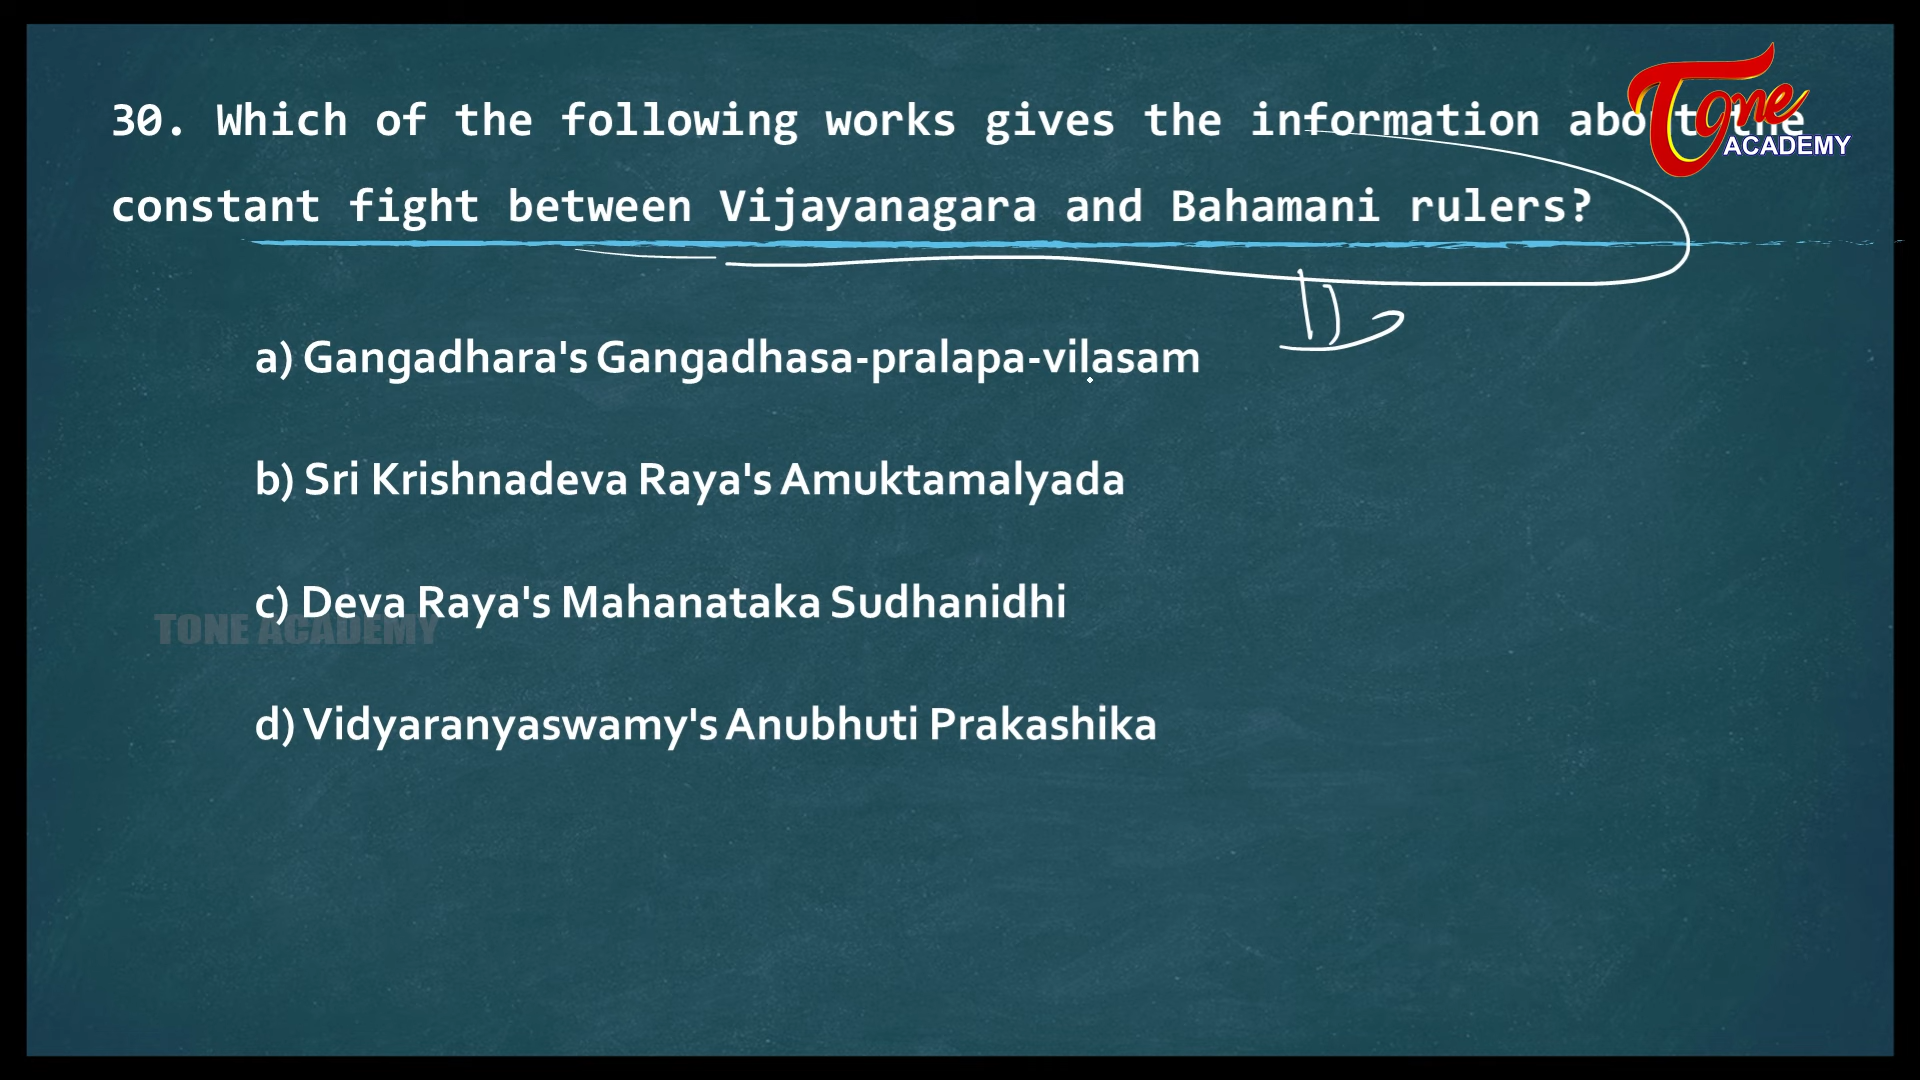 30. Which of the following works gives the information about the
constant fight between Vijayanagara and Bahamani rulers?
Tone
ACADEMY
a) Gangadhara's Gangadhasa-pralapa-vilasam
b) Sri Krishnadeva Raya's Amuktamalyada
c) Deva Raya's Mahanataka Sudhanidhi
TONE ACADEMY
d) Vidyaranyaswamy's Anubhuti Prakashika